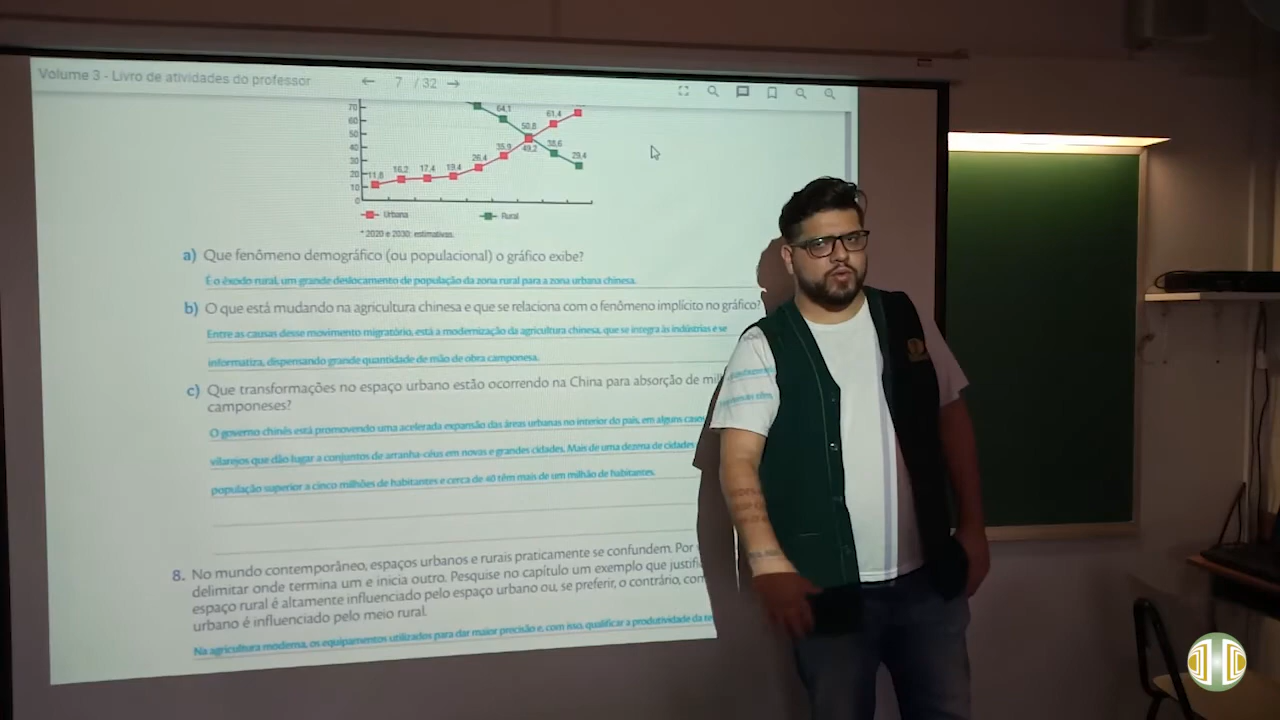 Volume 3 - Livro de atividades do professor
← 7 / 32 →
70
60
50
40
30
20
10
0
64,1
50,8
61,4
11,8
16,2
17,4
19,4
26,4
35,9
49,2
38,6
29,4
Urbana
Rural
* 2020 e 2030: estimativas.
a) Que fenômeno demográfico (ou populacional) o gráfico exibe?
É o êxodo rural, um grande deslocamento de população da zona rural para a zona urbana chinesa.
b) O que está mudando na agricultura chinesa e que se relaciona com o fenômeno implícito no gráfico?
Entre as causas desse movimento migratório, está a modernização da agricultura chinesa, que se integra às indústrias e se
informatiza, dispensando grande quantidade de mão de obra camponesa.
c) Que transformações no espaço urbano estão ocorrendo na China para absorção de mil
camponeses?
O governo chinês está promovendo uma acelerada expansão das áreas urbanas no interior do país, em alguns casos
vilarejos que dão lugar a conjuntos de arranha-céus em novas e grandes cidades. Mais de uma dezena de cidades
população superior a cinco milhões de habitantes e cerca de 40 têm mais de um milhão de habitantes.
8. No mundo contemporâneo, espaços urbanos e rurais praticamente se confundem. Por
delimitar onde termina um e inicia outro. Pesquise no capítulo um exemplo que justifi
espaço rural é altamente influenciado pelo espaço urbano ou, se preferir, o contrário, com
urbano é influenciado pelo meio rural.
Na agricultura moderna, os equipamentos utilizados para dar maior precisão e, com isso, qualificar a produtividade da te